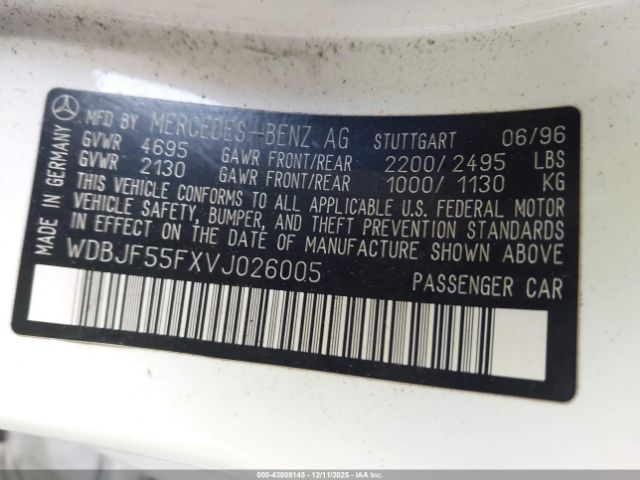 MFD BY MERCEDES-BENZ AG STUTTGART 06/96
GVWR 4695 GAWR FRONT/REAR 2200/2495 LBS
GVWR 2130 GAWR FRONT/REAR 1000/1130 KG
THIS VEHICLE CONFORMS TO ALL APPLICABLE U.S. FEDERAL MOTOR
VEHICLE SAFETY, BUMPER, AND THEFT PREVENTION STANDARDS
IN EFFECT ON THE DATE OF MANUFACTURE SHOWN ABOVE
WDBJF55FXVJ026005 PASSENGER CAR
MADE IN GERMANY
000-43808145 - 12/11/2025 - IAAI.COM